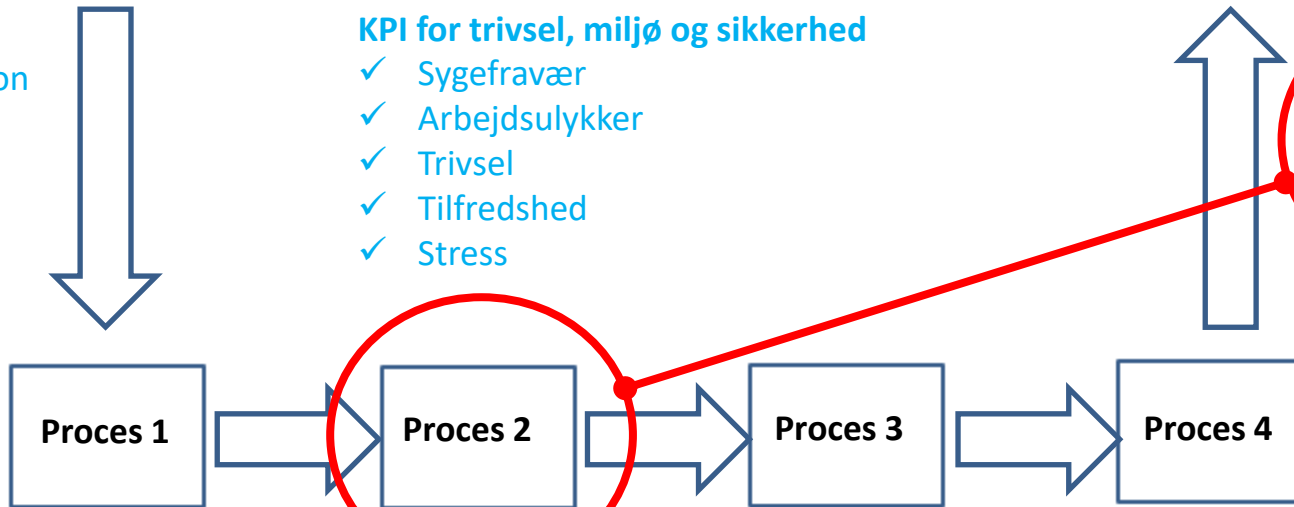 KPI for trivsel, miljø og sikkerhed
on
✓ Sygefravær
✓ Arbejdsulykker
✓ Trivsel
✓ Tilfredshed
✓ Stress
Proces 1
Proces 2
Proces 3
Proces 4